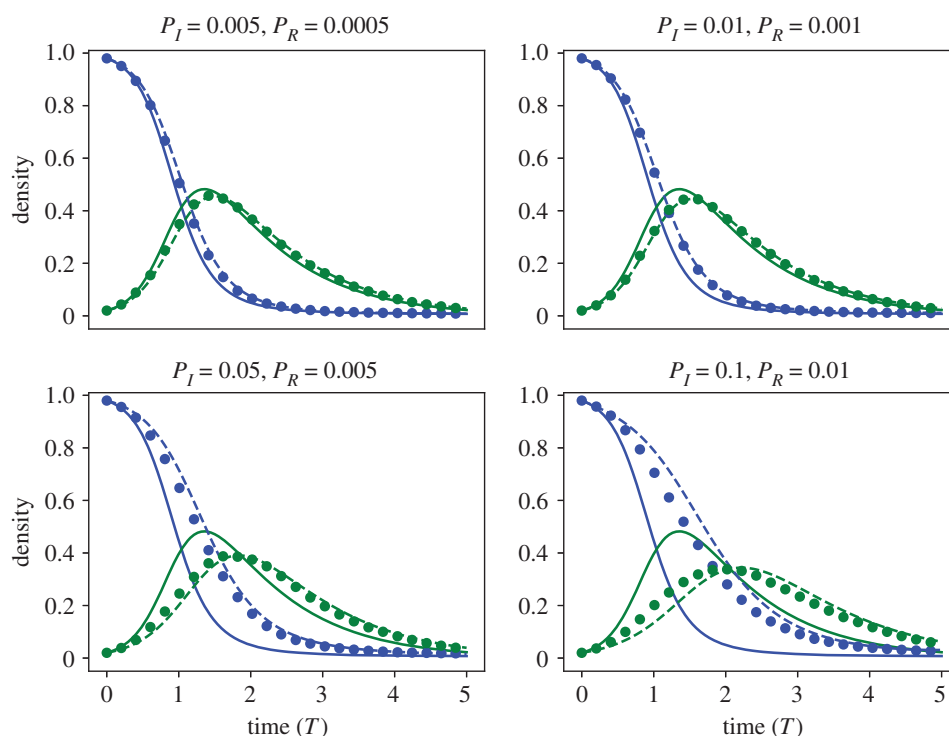 P_I = 0.005, P_R = 0.0005
P_I = 0.01, P_R = 0.001
1.0
0.8
0.6
0.4
0.2
0
density
1.0
0.8
0.6
0.4
0.2
0
density
P_I = 0.05, P_R = 0.005
P_I = 0.1, P_R = 0.01
1.0
0.8
0.6
0.4
0.2
0
density
0 1 2 3 4 5
time (T)
1.0
0.8
0.6
0.4
0.2
0
density
0 1 2 3 4 5
time (T)